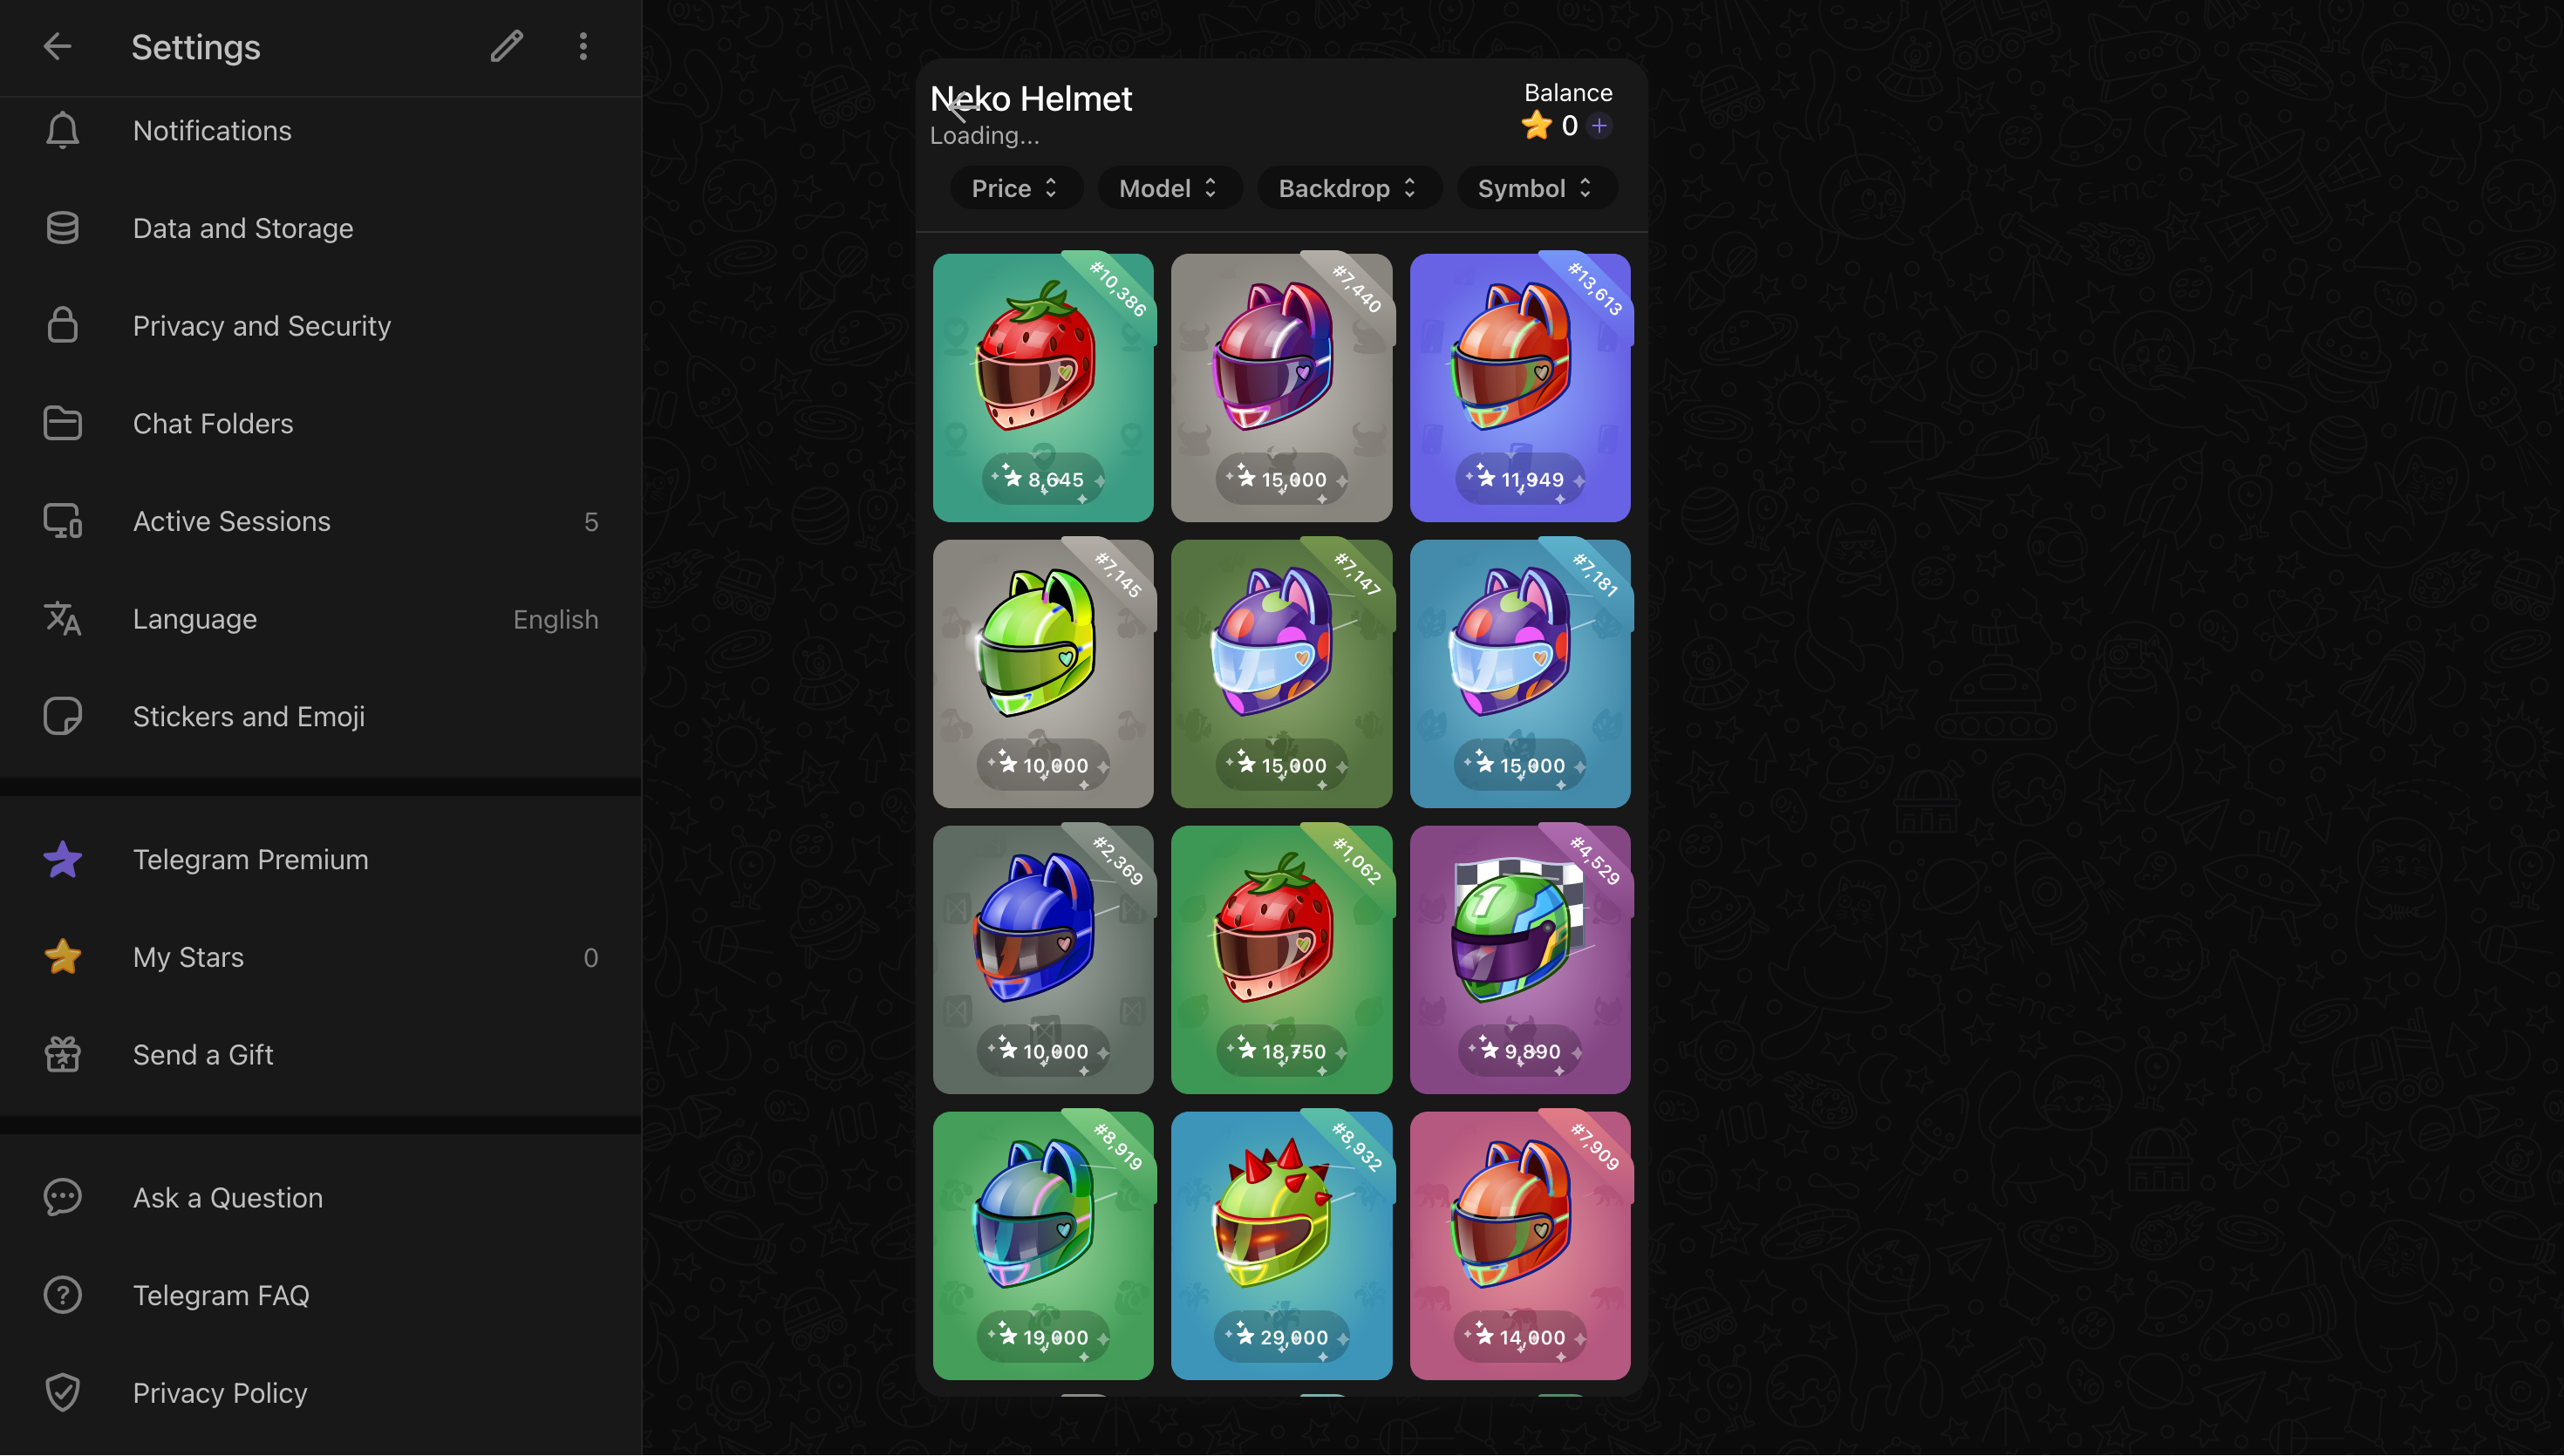 Settings
Notifications
Data and Storage
Privacy and Security
Chat Folders
Active Sessions 5
Language English
Stickers and Emoji
Telegram Premium
My Stars 0
Send a Gift
Ask a Question
Telegram FAQ
Privacy Policy
Neko Helmet
Loading...
Balance
0 +
Price Model Backdrop Symbol
#10,386 #7,440 #13,613
8,645 15,000 11,949
#7,145 #7,147 #7,181
10,000 15,000 15,000
#2,369 #1,062 #4,529
10,000 18,750 9,890
#8,919 #8,932 #7,909
19,000 29,000 14,000